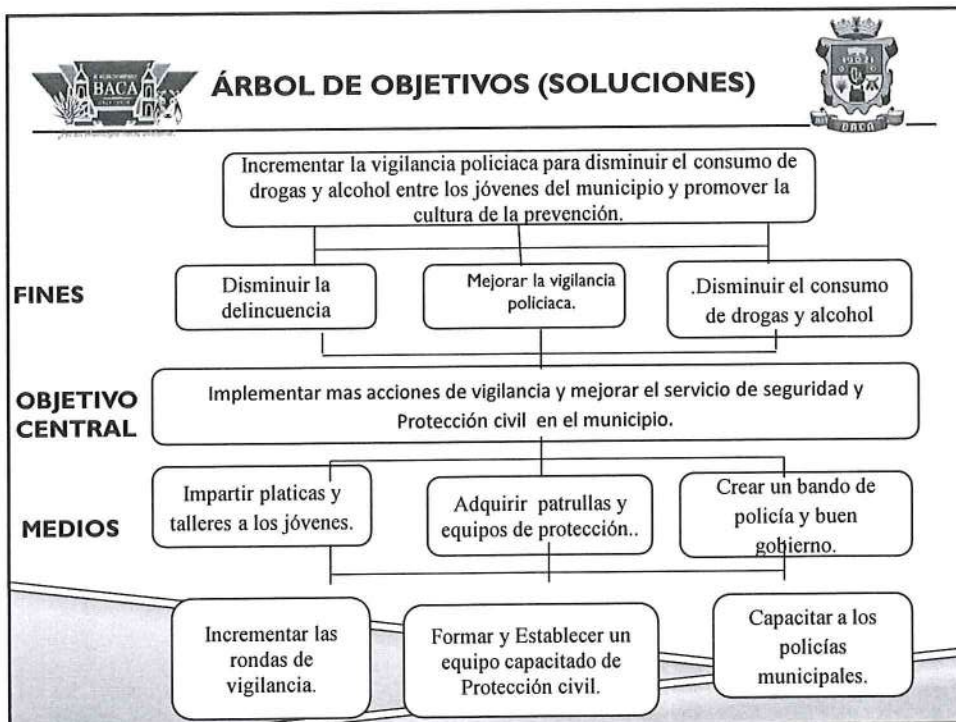 BACA
ÁRBOL DE OBJETIVOS (SOLUCIONES)
BACA
Incrementar la vigilancia policiaca para disminuir el consumo de
drogas y alcohol entre los jóvenes del municipio y promover la
cultura de la prevención.
FINES
Disminuir la
delincuencia
Mejorar la vigilancia
policiaca.
.Disminuir el consumo
de drogas y alcohol
OBJETIVO
CENTRAL
Implementar mas acciones de vigilancia y mejorar el servicio de seguridad y
Protección civil en el municipio.
MEDIOS
Impartir platicas y
talleres a los jóvenes.
Adquirir patrullas y
equipos de protección..
Crear un bando de
policía y buen
gobierno.
Incrementar las
rondas de
vigilancia.
Formar y Establecer un
equipo capacitado de
Protección civil.
Capacitar a los
policías
municipales.